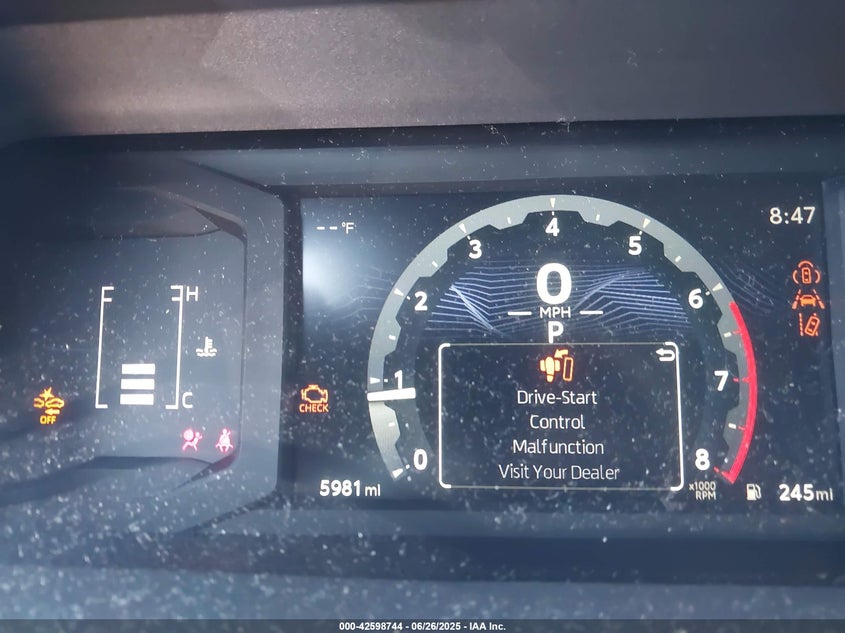 -- °F
8:47
0
1
2
3
4
5
6
7
8
x1000
RPM
0
MPH
P
Drive-Start
Control
Malfunction
Visit Your Dealer
F
H
C
OFF
CHECK
5981 mi
245 mi
000-42598744 - 06/26/2025 - IAA Inc.